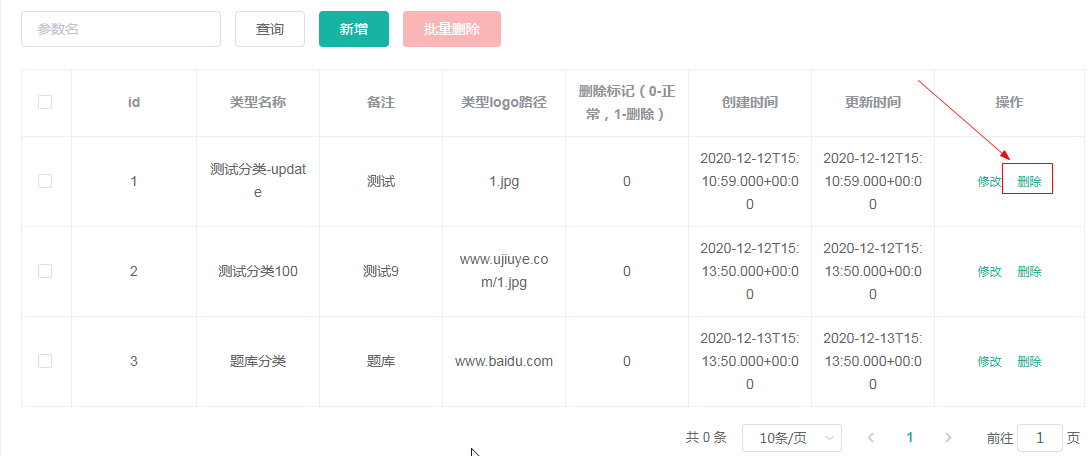 参数名 查询 新增 批量删除
id 类型名称 备注 类型logo路径 删除标记（0-正常，1-删除） 创建时间 更新时间 操作
1 测试分类-update 测试 1.jpg 0 2020-12-12T15:10:59.000+00:00 2020-12-12T15:10:59.000+00:00 修改 删除
2 测试分类100 测试9 www.ujiuye.com/1.jpg 0 2020-12-12T15:13:50.000+00:00 2020-12-12T15:13:50.000+00:00 修改 删除
3 题库分类 题库 www.baidu.com 0 2020-12-13T15:13:50.000+00:00 2020-12-13T15:13:50.000+00:00 修改 删除
共 0 条 10条/页 1 前往 1 页